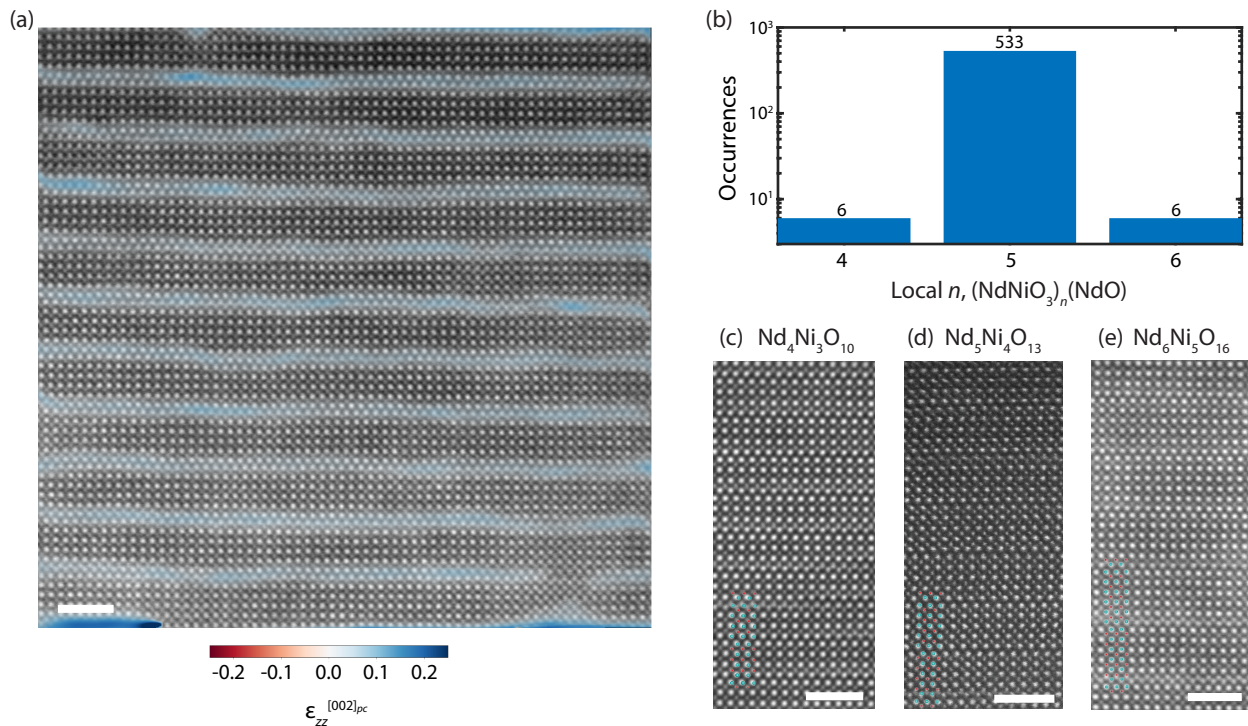 (a)
-0.2 -0.1 0.0 0.1 0.2
ε_zz^[002]pc
(b)
Occurrences
10³
10²
10¹
6
533
6
4 5 6
Local n, (NdNiO₃)ₙ(NdO)
(c) Nd₄Ni₃O₁₀
(d) Nd₅Ni₄O₁₃
(e) Nd₆Ni₅O₁₆